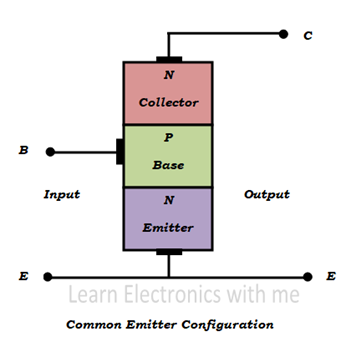 C
N
Collector
B
P
Base
Input
Output
N
Emitter
E
E
Learn Electronics with me
Common Emitter Configuration